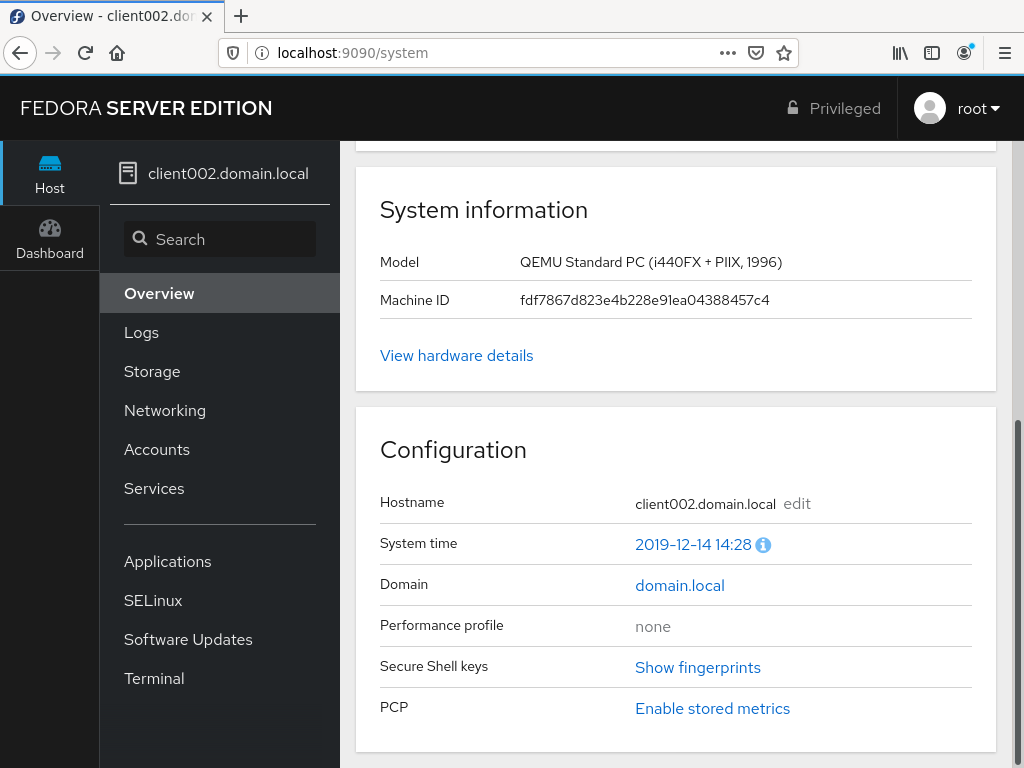 Overview - client002.do
localhost:9090/system
FEDORA SERVER EDITION
Privileged
root
Host
Dashboard
client002.domain.local
Search
Overview
Logs
Storage
Networking
Accounts
Services
Applications
SELinux
Software Updates
Terminal
System information
Model QEMU Standard PC (i440FX + PIIX, 1996)
Machine ID fdf7867d823e4b228e91ea04388457c4
View hardware details
Configuration
Hostname client002.domain.local edit
System time 2019-12-14 14:28
Domain domain.local
Performance profile none
Secure Shell keys Show fingerprints
PCP Enable stored metrics